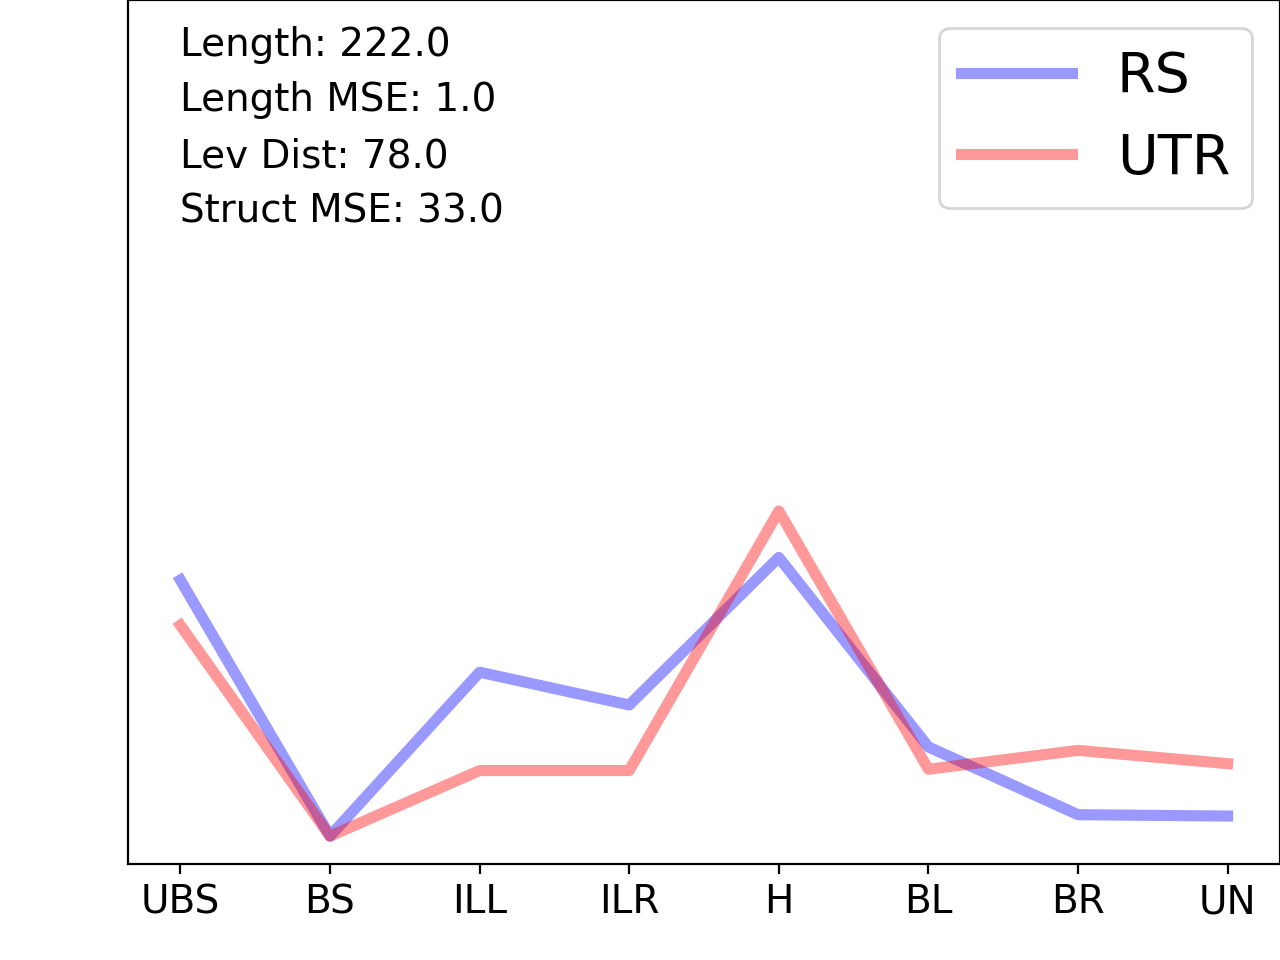 Length: 222.0
Length MSE: 1.0
Lev Dist: 78.0
Struct MSE: 33.0
RS
UTR
UBS BS ILL ILR H BL BR UN